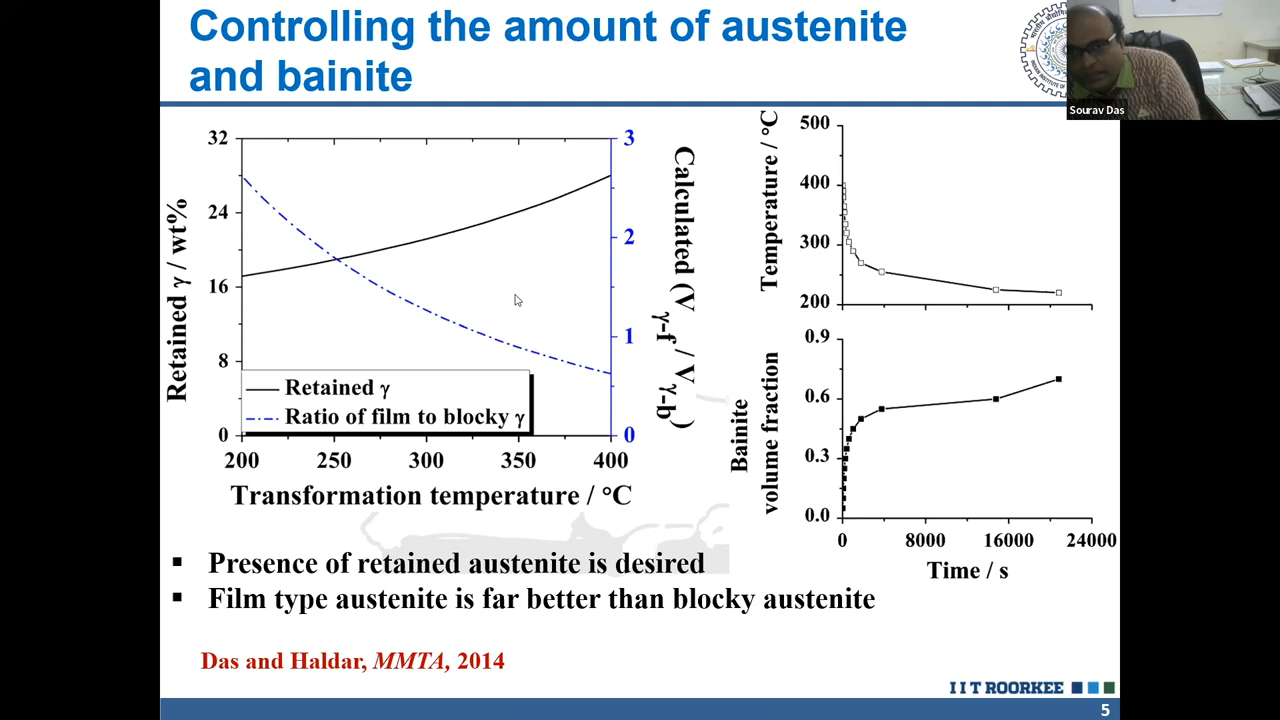 Controlling the amount of austenite
and bainite
Sourav Das
32
24
16
8
0
Retained γ / wt%
3
2
1
0
Calculated (V γ-f / V γ-b)
Retained γ
Ratio of film to blocky γ
200 250 300 350 400
Transformation temperature / °C
500
400
300
200
Temperature / °C
0.9
0.6
0.3
0.0
Bainite
volume fraction
0 8000 16000 24000
Time / s
▪ Presence of retained austenite is desired
▪ Film type austenite is far better than blocky austenite
Das and Haldar, MMTA, 2014
I I T ROORKEE
5